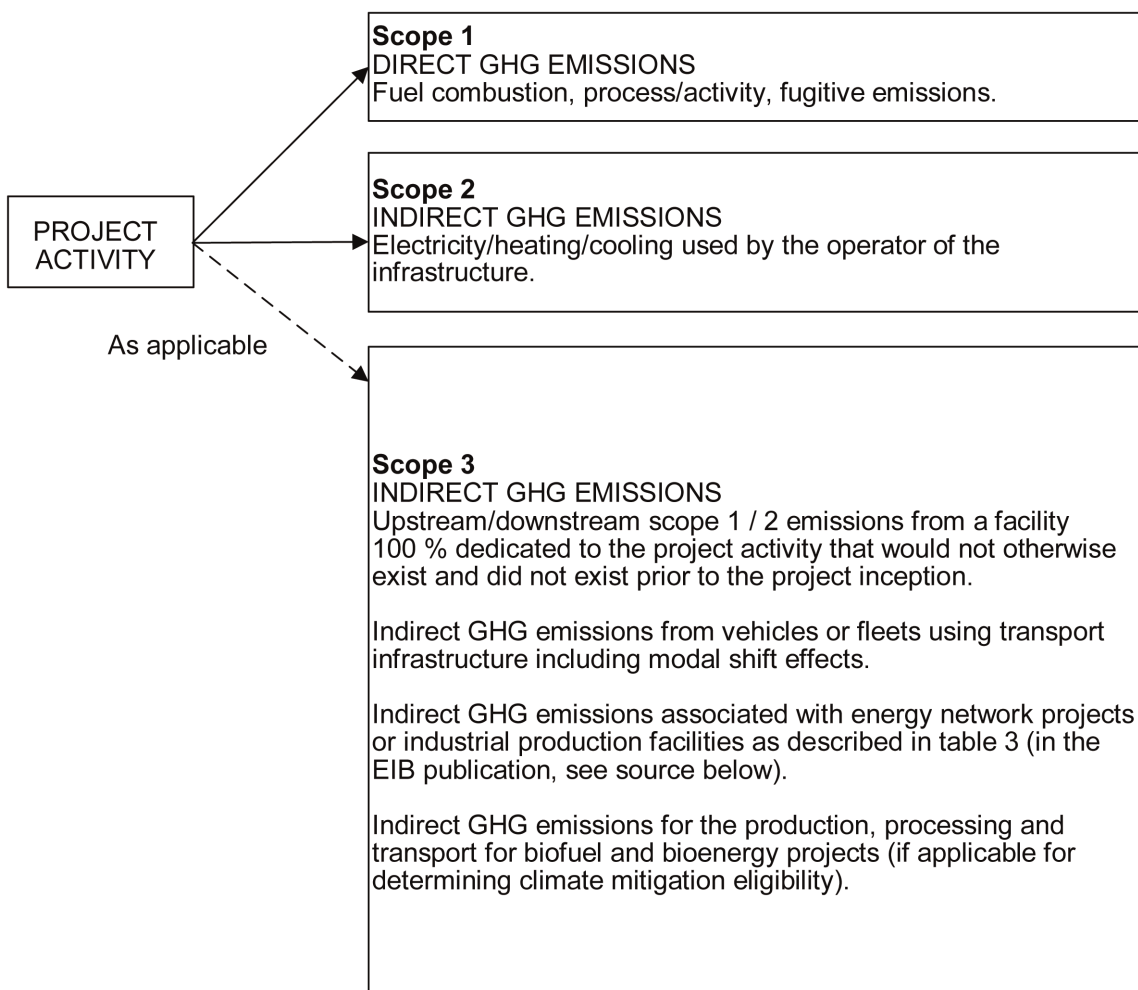 Scope 1
DIRECT GHG EMISSIONS
Fuel combustion, process/activity, fugitive emissions.
Scope 2
INDIRECT GHG EMISSIONS
Electricity/heating/cooling used by the operator of the
infrastructure.
PROJECT
ACTIVITY
As applicable
Scope 3
INDIRECT GHG EMISSIONS
Upstream/downstream scope 1 / 2 emissions from a facility
100 % dedicated to the project activity that would not otherwise
exist and did not exist prior to the project inception.
Indirect GHG emissions from vehicles or fleets using transport
infrastructure including modal shift effects.
Indirect GHG emissions associated with energy network projects
or industrial production facilities as described in table 3 (in the
EIB publication, see source below).
Indirect GHG emissions for the production, processing and
transport for biofuel and bioenergy projects (if applicable for
determining climate mitigation eligibility).